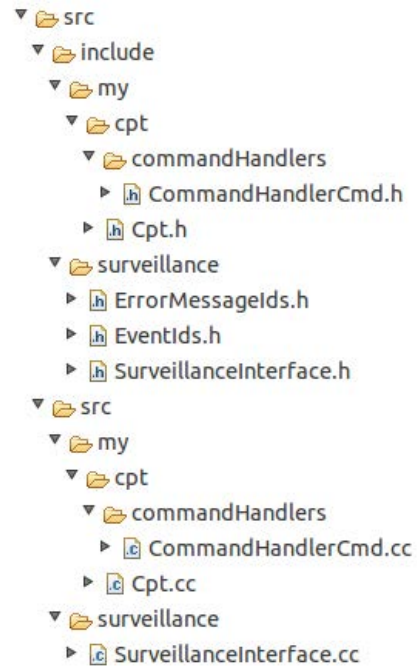 src
include
my
cpt
commandHandlers
CommandHandlerCmd.h
Cpt.h
surveillance
ErrorMessageIds.h
EventIds.h
SurveillanceInterface.h
src
my
cpt
commandHandlers
CommandHandlerCmd.cc
Cpt.cc
surveillance
SurveillanceInterface.cc